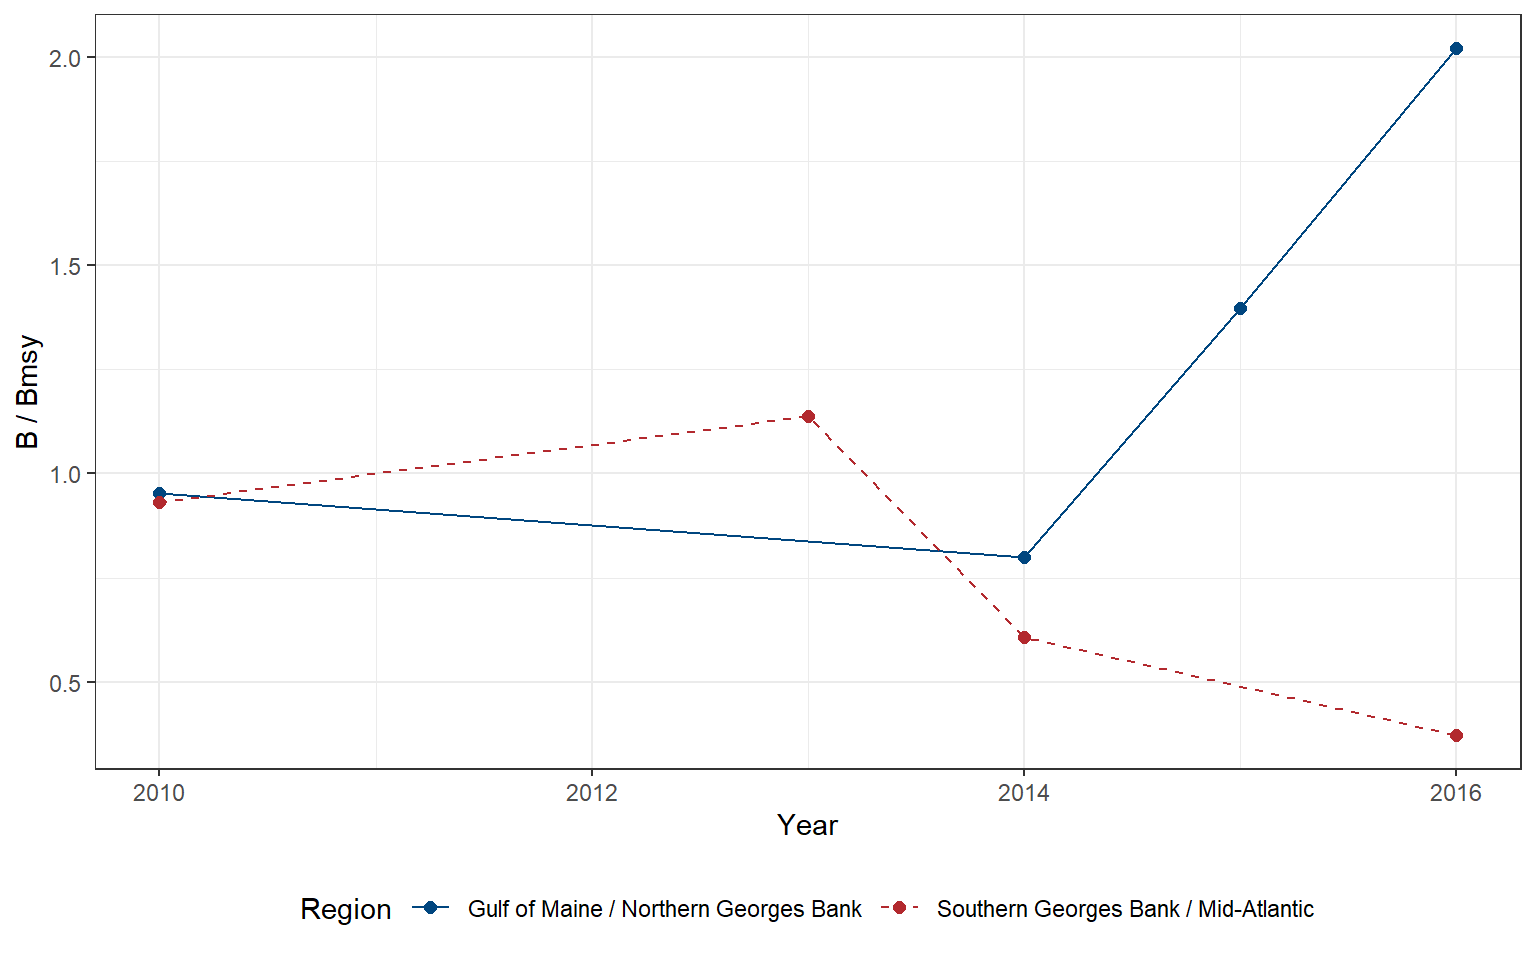 2.0
1.5
1.0
0.5
B / Bmsy
2010 2012 2014 2016
Year
Region Gulf of Maine / Northern Georges Bank Southern Georges Bank / Mid-Atlantic